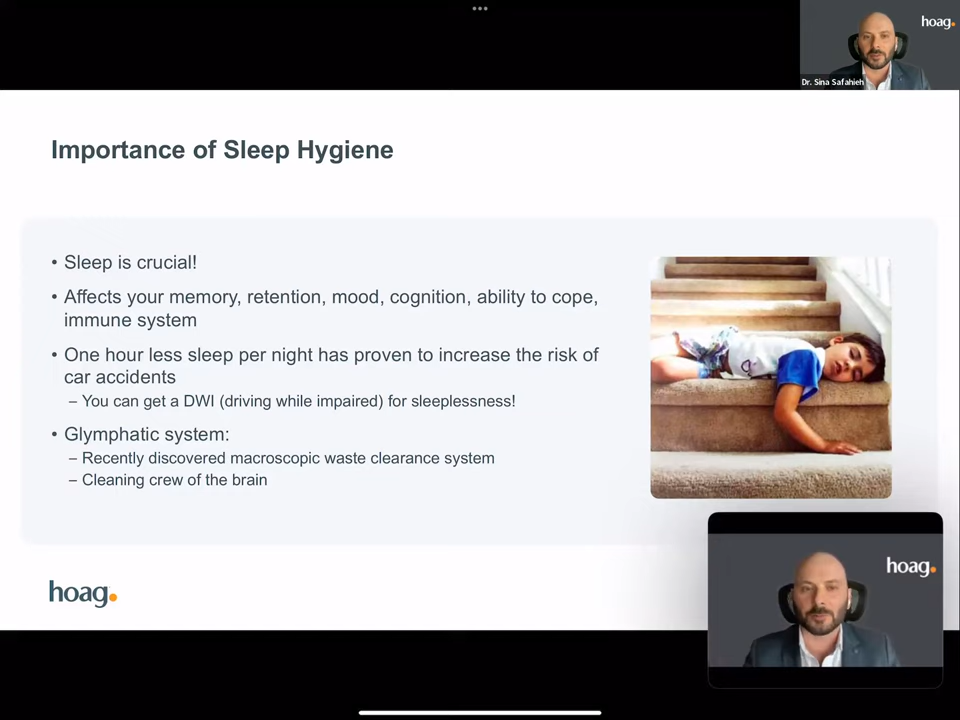 hoag.
Dr. Sina Safahieh
Importance of Sleep Hygiene
• Sleep is crucial!
• Affects your memory, retention, mood, cognition, ability to cope,
immune system
• One hour less sleep per night has proven to increase the risk of
car accidents
– You can get a DWI (driving while impaired) for sleeplessness!
• Glymphatic system:
– Recently discovered macroscopic waste clearance system
– Cleaning crew of the brain
hoag.
hoag.